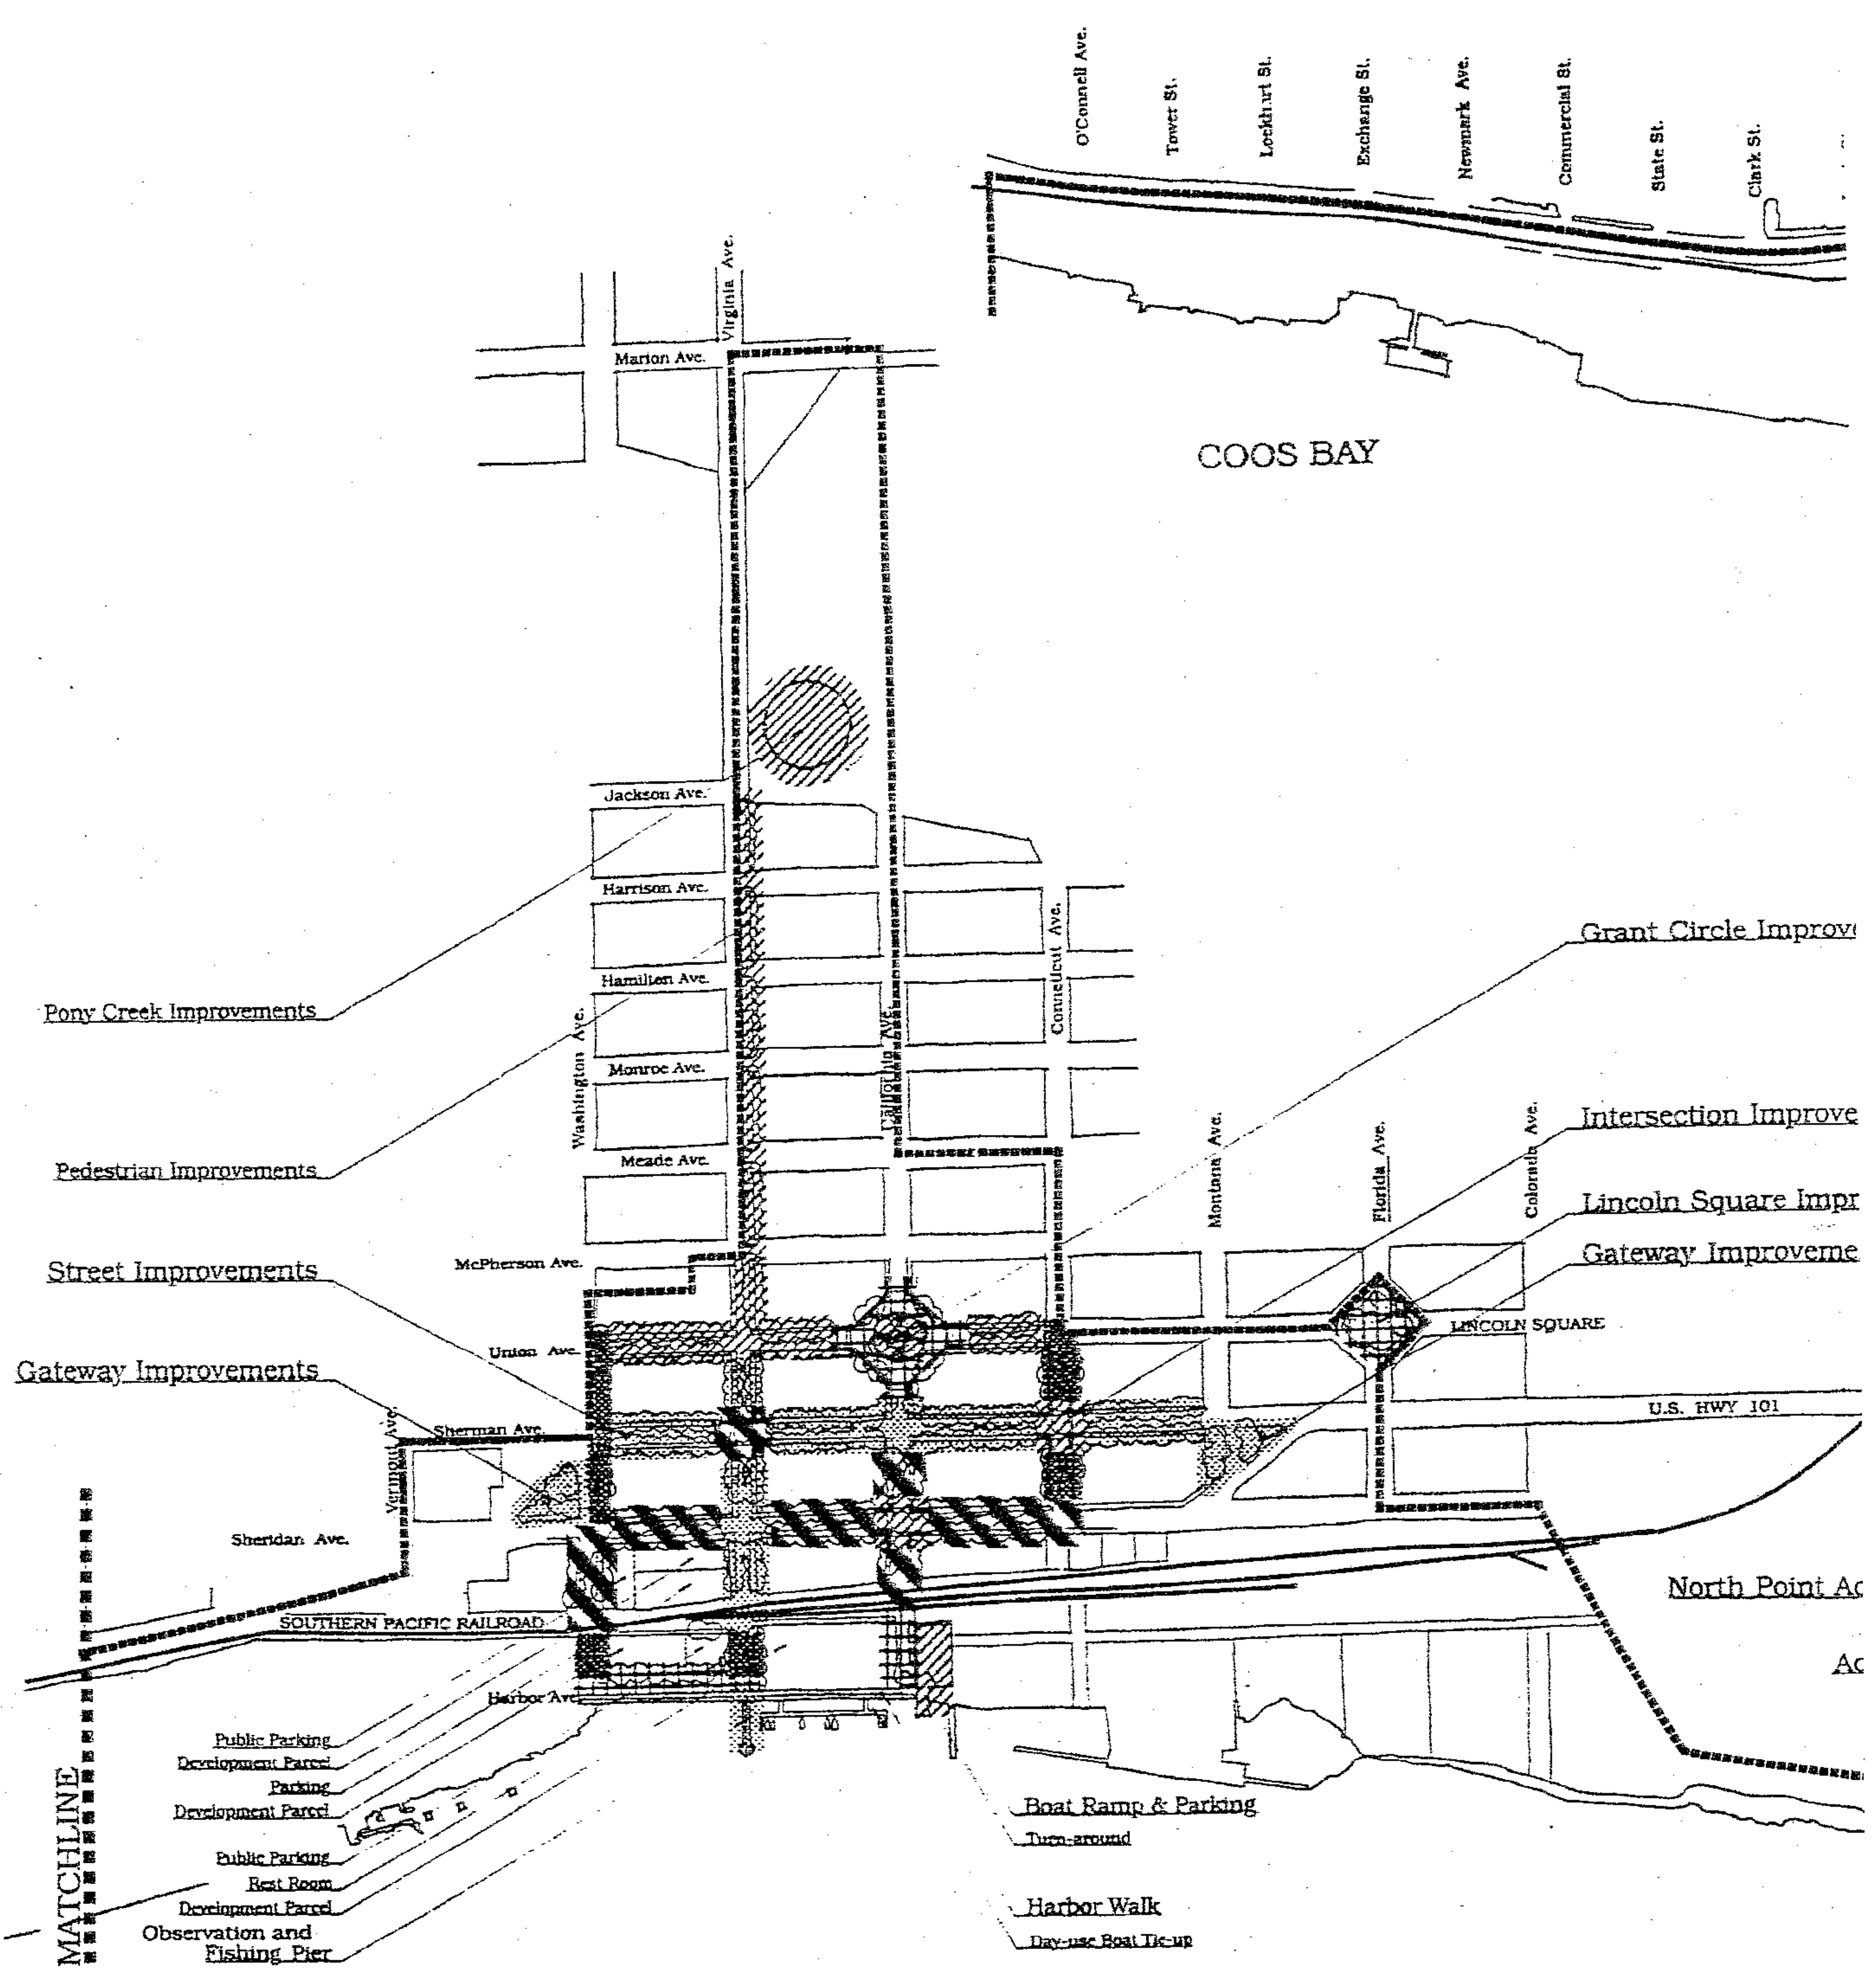 O'Connell Ave.
Tower St.
Lockhart St.
Exchange St.
Newmark Ave.
Commercial St.
State St.
Clark St.
Virginia Ave.
Marion Ave.
COOS BAY
Jackson Ave.
Harrison Ave.
Connecticut Ave.
Grant Circle Improv
Hamilton Ave.
Pony Creek Improvements
Washington Ave.
California Ave.
Monroe Ave.
Montana Ave.
Florida Ave.
Colorado Ave.
Intersection Improve
Pedestrian Improvements
Meade Ave.
Lincoln Square Impr
McPherson Ave.
Gateway Improveme
Street Improvements
LINCOLN SQUARE
Union Ave.
Gateway Improvements
U.S. HWY 101
Vermont Ave.
Sherman Ave.
Sheridan Ave.
North Point Ac
SOUTHERN PACIFIC RAILROAD
Ac
Harbor Ave.
Public Parking
Development Parcel
Parking
Development Parcel
Boat Ramp & Parking
Turn-around
MATCHLINE
Public Parking
Rest Room
Development Parcel
Harbor Walk
Observation and
Fishing Pier
Day-use Boat Tie-up